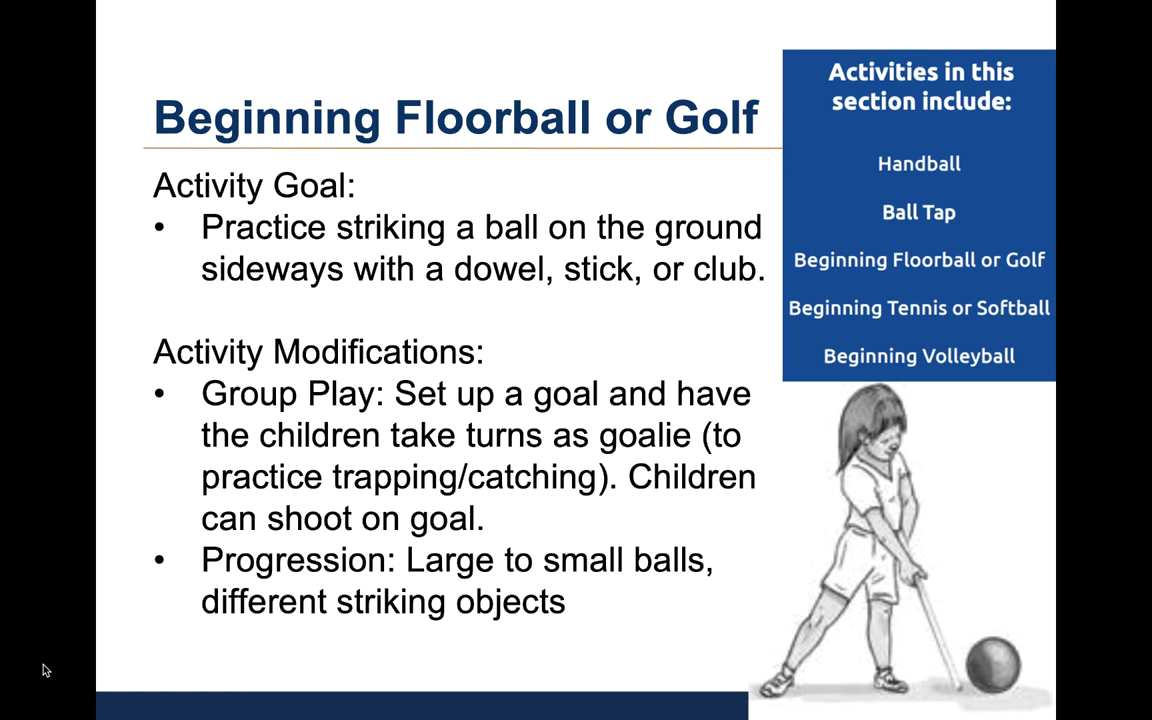 Beginning Floorball or Golf
Activity Goal:
• Practice striking a ball on the ground
sideways with a dowel, stick, or club.
Activity Modifications:
• Group Play: Set up a goal and have
the children take turns as goalie (to
practice trapping/catching). Children
can shoot on goal.
• Progression: Large to small balls,
different striking objects
Activities in this
section include:
Handball
Ball Tap
Beginning Floorball or Golf
Beginning Tennis or Softball
Beginning Volleyball